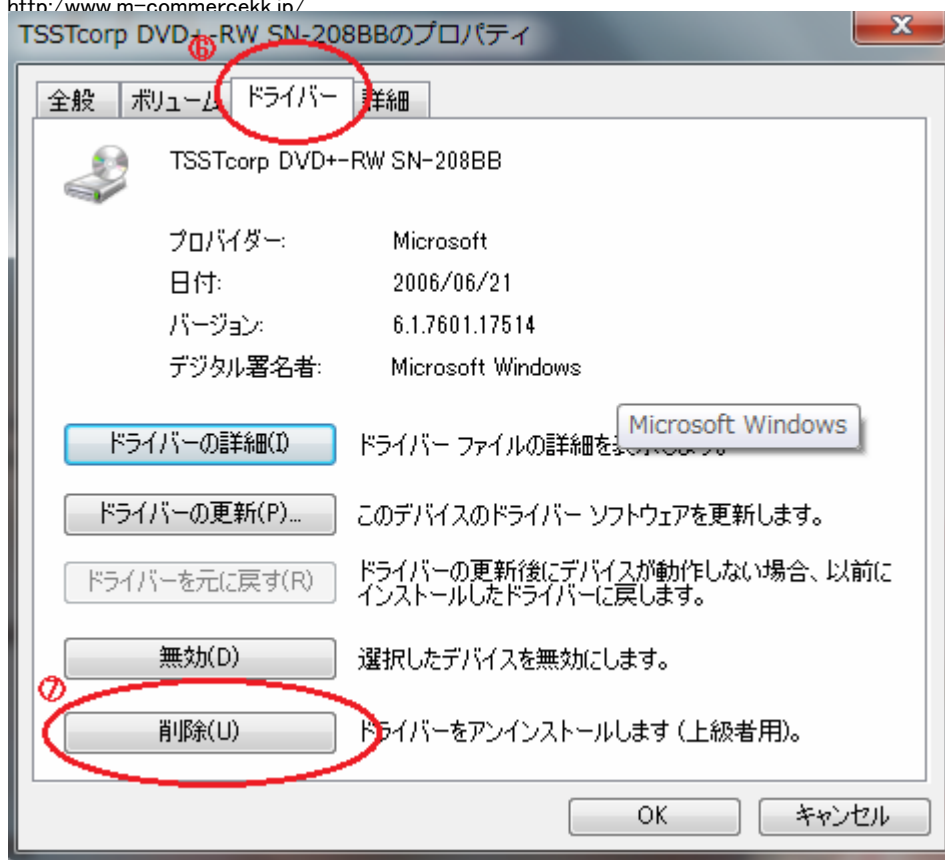 http:/www.m-commercekk.jp/
TSSTcorp DVD+-RW SN-208BBのプロパティ
⑥
全般 ボリューム ドライバー 詳細
TSSTcorp DVD+-RW SN-208BB
プロバイダー: Microsoft
日付: 2006/06/21
バージョン: 6.1.7601.17514
デジタル署名者: Microsoft Windows
Microsoft Windows
ドライバーの詳細(I) ドライバー ファイルの詳細を表示します。
ドライバーの更新(P)... このデバイスのドライバー ソフトウェアを更新します。
ドライバーを元に戻す(R) ドライバーの更新後にデバイスが動作しない場合、以前に
インストールしたドライバーに戻します。
無効(D) 選択したデバイスを無効にします。
⑦
削除(U) ドライバーをアンインストールします (上級者用)。
OK キャンセル